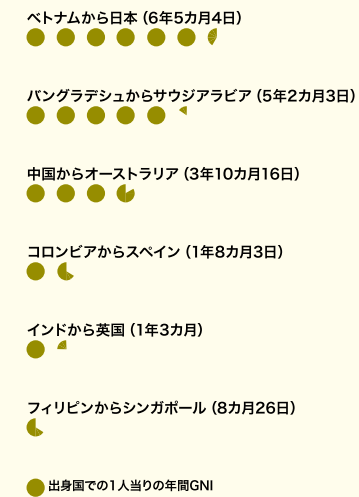 ベトナムから日本（6年5カ月4日）
バングラデシュからサウジアラビア（5年2カ月3日）
中国からオーストラリア（3年10カ月16日）
コロンビアからスペイン（1年8カ月3日）
インドから英国（1年3カ月）
フィリピンからシンガポール（8カ月26日）
出身国での1人当りの年間GNI